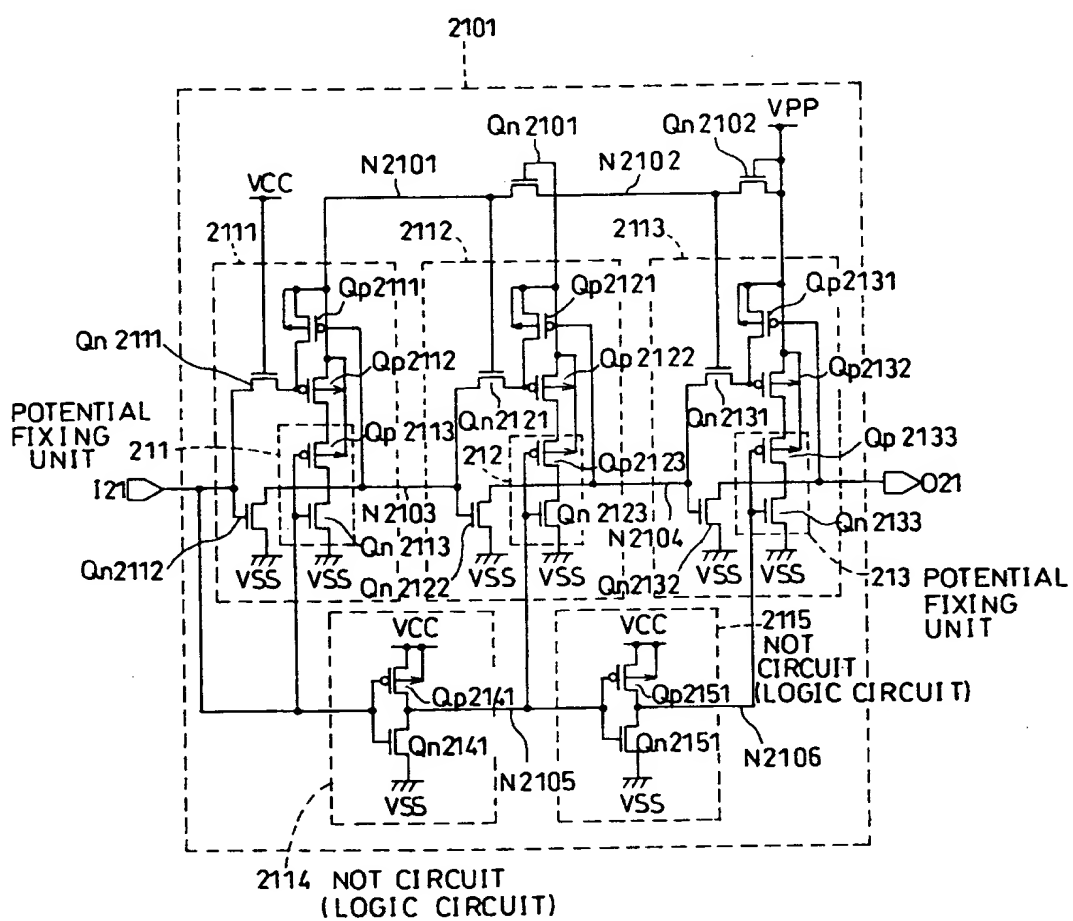 2101
VPP
Qn2101
Qn2102
N2101
N2102
VCC
2111
2112
2113
Qp2111
Qp2121
Qp2131
Qn2111
Qp2112
Qp2122
Qp2132
Qn2121
Qn2131
POTENTIAL
FIXING
UNIT
211
Qp2113
212
Qp2123
Qp2133
I21
O21
N2103
Qn2113
Qn2123
N2104
Qn2133
Qn2112
VSS
VSS
Qn2122
VSS
VSS
Qn2132
VSS
VSS
213
POTENTIAL
FIXING
UNIT
VCC
VCC
2115
NOT
CIRCUIT
(LOGIC CIRCUIT)
Qp2141
Qp2151
Qn2141
Qn2151
N2105
N2106
VSS
VSS
2114 NOT CIRCUIT
(LOGIC CIRCUIT)